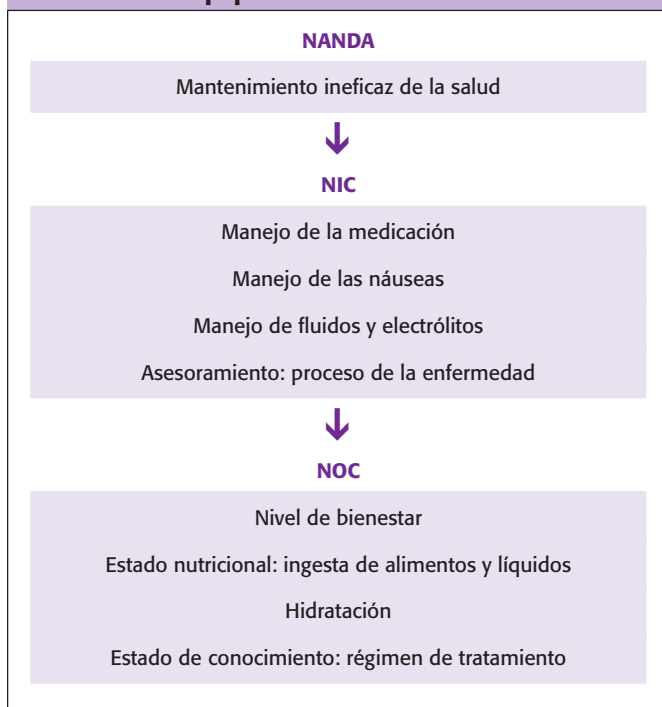 NANDA
Mantenimiento ineficaz de la salud
NIC
Manejo de la medicación
Manejo de las náuseas
Manejo de fluidos y electrólitos
Asesoramiento: proceso de la enfermedad
NOC
Nivel de bienestar
Estado nutricional: ingesta de alimentos y líquidos
Hidratación
Estado de conocimiento: régimen de tratamiento